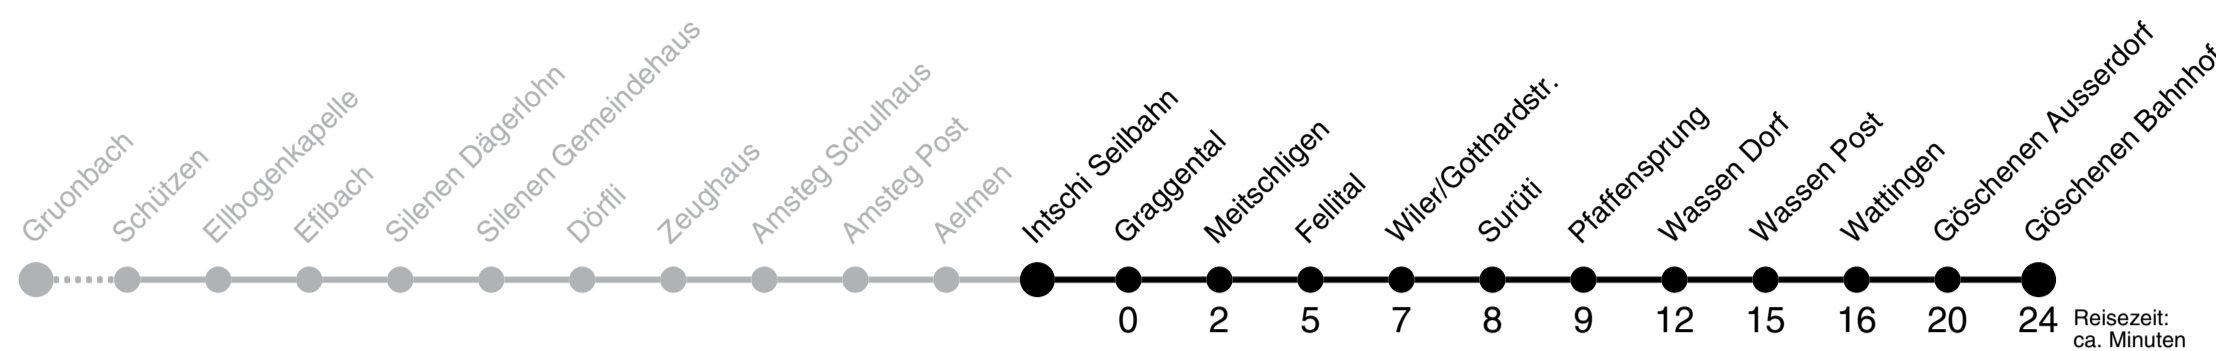 Gruonbach
Schützen
Ellbogenkapelle
Efibach
Silenen Dägerlohn
Silenen Gemeindehaus
Dörfli
Zeughaus
Amsteg Schulhaus
Amsteg Post
Aelmen
Intschi Seilbahn
Graggental
Meitschligen
Fellital
Wiler/Gotthardstr.
Surüti
Pfaffensprung
Wassen Dorf
Wassen Post
Wattingen
Göschenen Ausserdorf
Göschenen Bahnhof
0 2 5 7 8 9 12 15 16 20 24
Reisezeit:
ca. Minuten